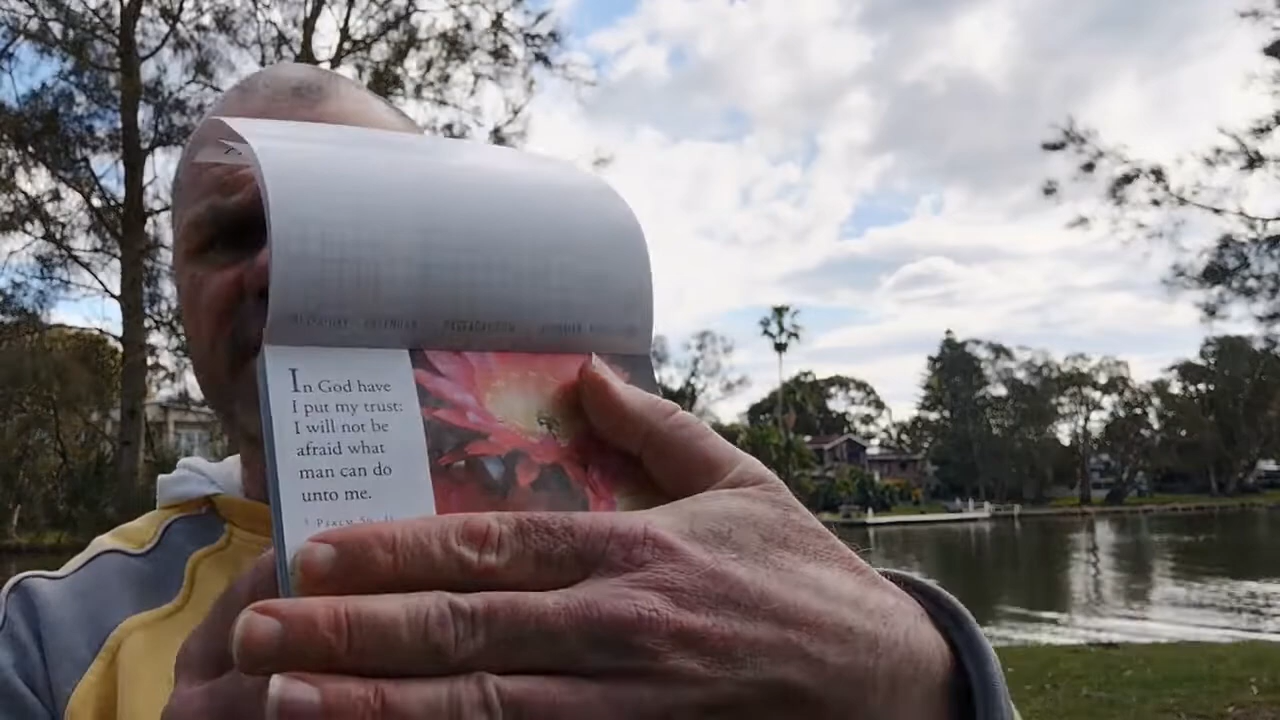 In God have
I put my trust:
I will not be
afraid what
man can do
unto me.